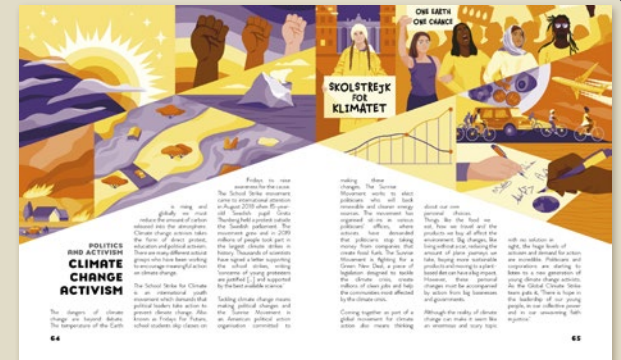 ONE EARTH
ONE CHANCE
SKOLSTREJK
FÖR
KLIMATET
POLITICS
AND ACTIVISM
CLIMATE
CHANGE
ACTIVISM
The dangers of climate
change are beyond debate.
The temperature of the Earth
is rising and
globally we must
reduce the amount of carbon
released into the atmosphere.
Climate change activism takes
the form of direct protest,
education and political activism.
There are many different activist
groups who have been working
to encourage meaningful action
on climate change.
The School Strike for Climate
is an international youth
movement which demands that
political leaders take action to
prevent climate change. Also
known as Fridays For Future,
school students skip classes on
Fridays to raise
awareness for the cause.
The School Strike movement
came to international attention
in August 2018 when 15-year-
old Swedish pupil Greta
Thunberg held a protest outside
the Swedish parliament. The
movement grew and in 2019
millions of people took part in
the largest climate strikes in
history. Thousands of scientists
have signed a letter supporting
the school strikes, noting
'concerns of young protesters
are justified [...] and supported
by the best available science.'
Tackling climate change means
making political changes and
the Sunrise Movement is
an American political action
organisation committed to
making these
changes. The Sunrise
Movement works to elect
politicians who will back
renewable and cleaner energy
sources. The movement has
organised sit-ins in various
politicians' offices, where
activists have demanded
that politicians stop taking
money from companies that
create fossil fuels. The Sunrise
Movement is fighting for a
Green New Deal, a piece of
legislation designed to tackle
the climate crisis, create
millions of clean jobs and help
the communities most affected
by the climate crisis.
Coming together as part of a
global movement for climate
action also means thinking
about our own
personal choices.
Things like the food we
eat, how we travel and the
products we buy all affect the
environment. Big changes, like
living without a car, reducing the
amount of plane journeys we
take, buying more sustainable
products and moving to a plant-
based diet can have a big impact.
However, these personal
changes must be accompanied
by action from big businesses
and governments.
Although the reality of climate
change can make it seem like
an enormous and scary topic
with no solution in
sight, the huge levels of
activism and demand for action
are incredible. Politicians and
corporations are starting to
listen to a new generation of
young climate change activists.
As the Global Climate Strike
team puts it, 'There is hope in
the leadership of our young
people, in our collective power
and in our unwavering faith
in justice.'
64
65